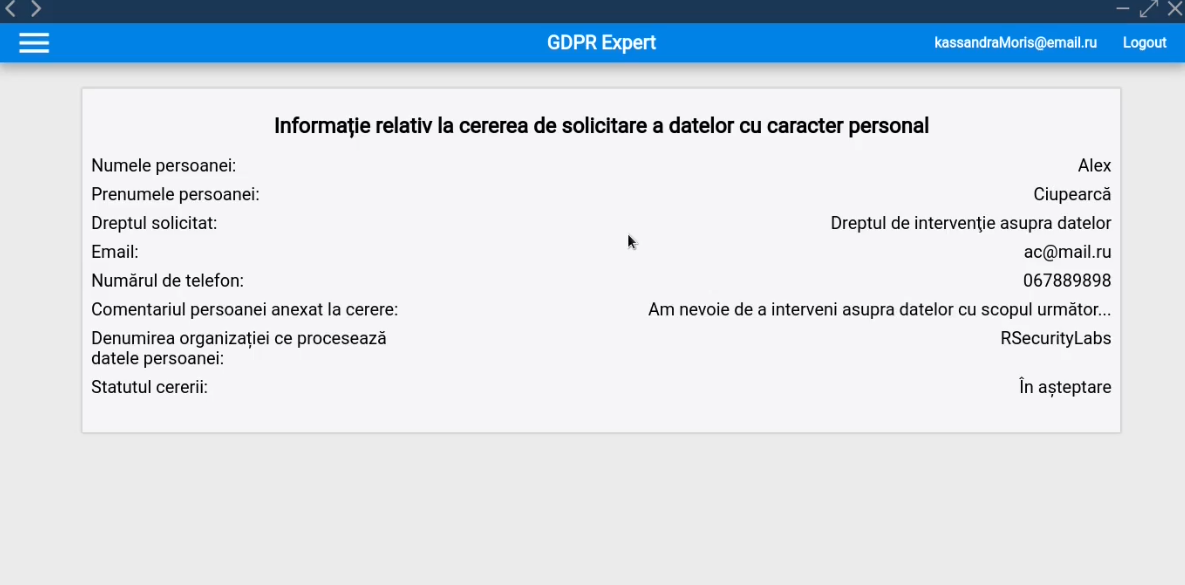 GDPR Expert kassandraMoris@email.ru Logout
Informație relativ la cererea de solicitare a datelor cu caracter personal
Numele persoanei: Alex
Prenumele persoanei: Ciupearcă
Dreptul solicitat: Dreptul de intervenţie asupra datelor
Email: ac@mail.ru
Numărul de telefon: 067889898
Comentariul persoanei anexat la cerere: Am nevoie de a interveni asupra datelor cu scopul următor...
Denumirea organizației ce procesează RSecurityLabs
datele persoanei:
Statutul cererii: În așteptare